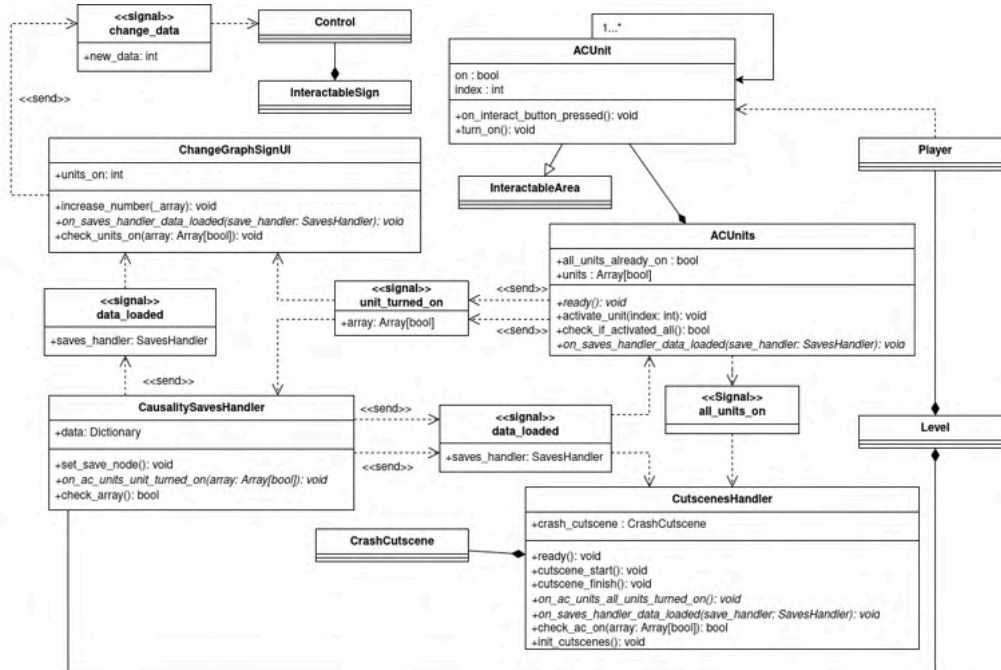 <<signal>>
change_data
+new_data: int
Control
InteractableSign
<<send>>
1...*
ACUnit
on : bool
index : int
+on_interact_button_pressed(): void
+turn_on(): void
InteractableArea
Player
ChangeGraphSignUI
+units_on: int
+increase_number(_array): void
+on_saves_handler_data_loaded(save_handler: SavesHandler): void
+check_units_on(array: Array[bool]): void
ACUnits
+all_units_already_on : bool
+units : Array[bool]
+ready(): void
+activate_unit(index: int): void
+check_if_activated_all(): bool
+on_saves_handler_data_loaded(save_handler: SavesHandler): void
<<signal>>
unit_turned_on
+array: Array[bool]
<<send>>
<<send>>
<<signal>>
data_loaded
+saves_handler: SavesHandler
<<send>>
<<Signal>>
all_units_on
Level
CausalitySavesHandler
+data: Dictionary
+set_save_node(): void
+on_ac_units_unit_turned_on(array: Array[bool]): void
+check_array(): bool
<<send>>
<<send>>
<<signal>>
data_loaded
+saves_handler: SavesHandler
CrashCutscene
CutscenesHandler
+crash_cutscene : CrashCutscene
+ready(): void
+cutscene_start(): void
+cutscene_finish(): void
+on_ac_units_all_units_turned_on(): void
+on_saves_handler_data_loaded(save_handler: SavesHandler): void
+check_ac_on(array: Array[bool]): bool
+init_cutscenes(): void